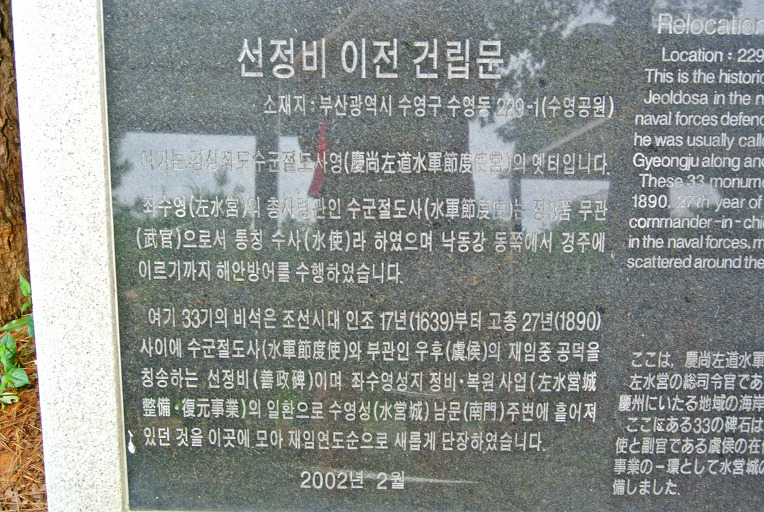 선정비 이전 건립문
소재지 : 부산광역시 수영구 수영동 229-1(수영공원)
여기는 경상좌도수군절도사영(慶尙左道水軍節度使營)의 옛터입니다.
좌수영(左水營)의 총사령관인 수군절도사(水軍節度使)는 정3품 무관
(武官)으로서 통칭 수사(水使)라 하였으며 낙동강 동쪽에서 경주에
이르기까지 해안방어를 수행하였습니다.
여기 33기의 비석은 조선시대 인조 17년(1639)부터 고종 27년(1890)
사이에 수군절도사(水軍節度使)와 부관인 우후(虞侯)의 재임중 공덕을
칭송하는 선정비(善政碑)이며 좌수영성지 정비·복원사업(左水營城
整備·復元事業)의 일환으로 수영성(水營城) 남문(南門)주변에 흩어져
있던 것을 이곳에 모아 재임연도순으로 새롭게 단장하였습니다.
2002년 2월
Relocation
Location : 229
This is the historic
Jeoldosa in the n
naval forces defend
he was usually calle
Gyeongju along and
These 33 monume
1890. 27th year of
commander-in-chi
in the naval forces, m
scattered around the
ここは、慶尙左道水軍
左水営の総司令官であ
慶州にいたる地域の海岸
ここにある33の碑石は
使と副官である虞侯の在
事業の一環として水営城の
備しました.